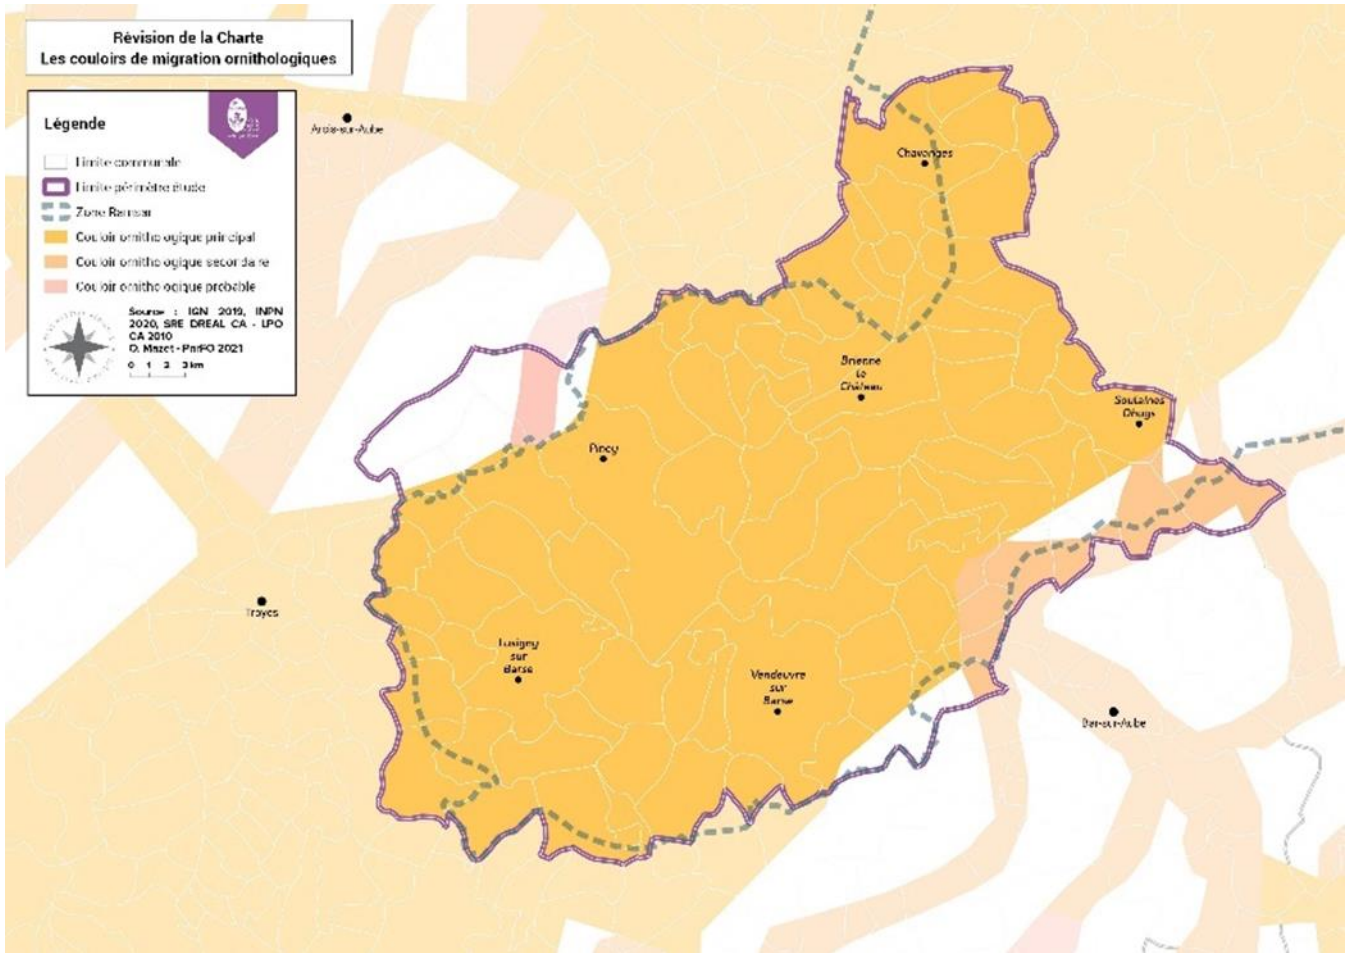 Révision de la Charte
Les couloirs de migration ornithologiques
Légende
Limite communale
Limite périmètre étude
Zone Ramsar
Couloir ornithologique principal
Couloir ornithologique secondaire
Couloir ornithologique probable
Source : IGN 2019, INPN
2020, SRE DREAL CA - LPO
CA 2010
O. Mazet - PnrFO 2021
0 1 2 3 km
Arcis-sur-Aube
Chavanges
Brienne
le
Château
Soulaines
Dhuys
Piney
Troyes
Lusigny
sur
Barse
Vendeuvre
sur
Barse
Bar-sur-Aube